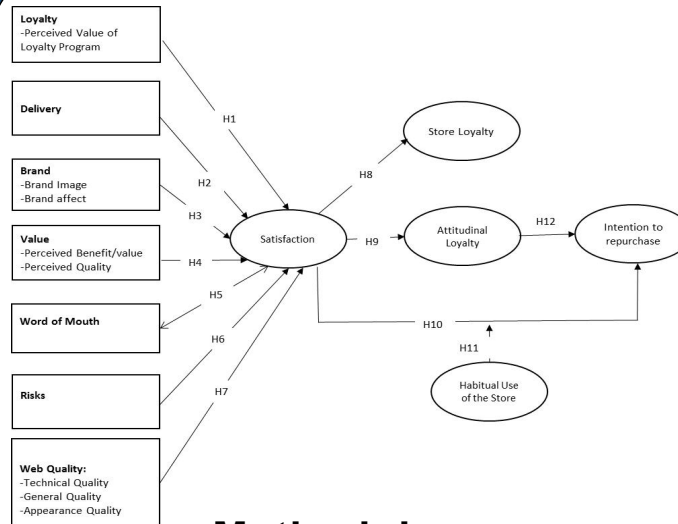 Loyalty
-Perceived Value of
Loyalty Program
H1
Delivery
H2
Brand
-Brand Image
-Brand affect
H3
Value
-Perceived Benefit/value
-Perceived Quality
H4
Word of Mouth
H5
Risks
H6
Web Quality:
-Technical Quality
-General Quality
-Appearance Quality
H7
Satisfaction
H8
Store Loyalty
H9
Attitudinal
Loyalty
H12
Intention to
repurchase
H10
H11
Habitual Use
of the Store